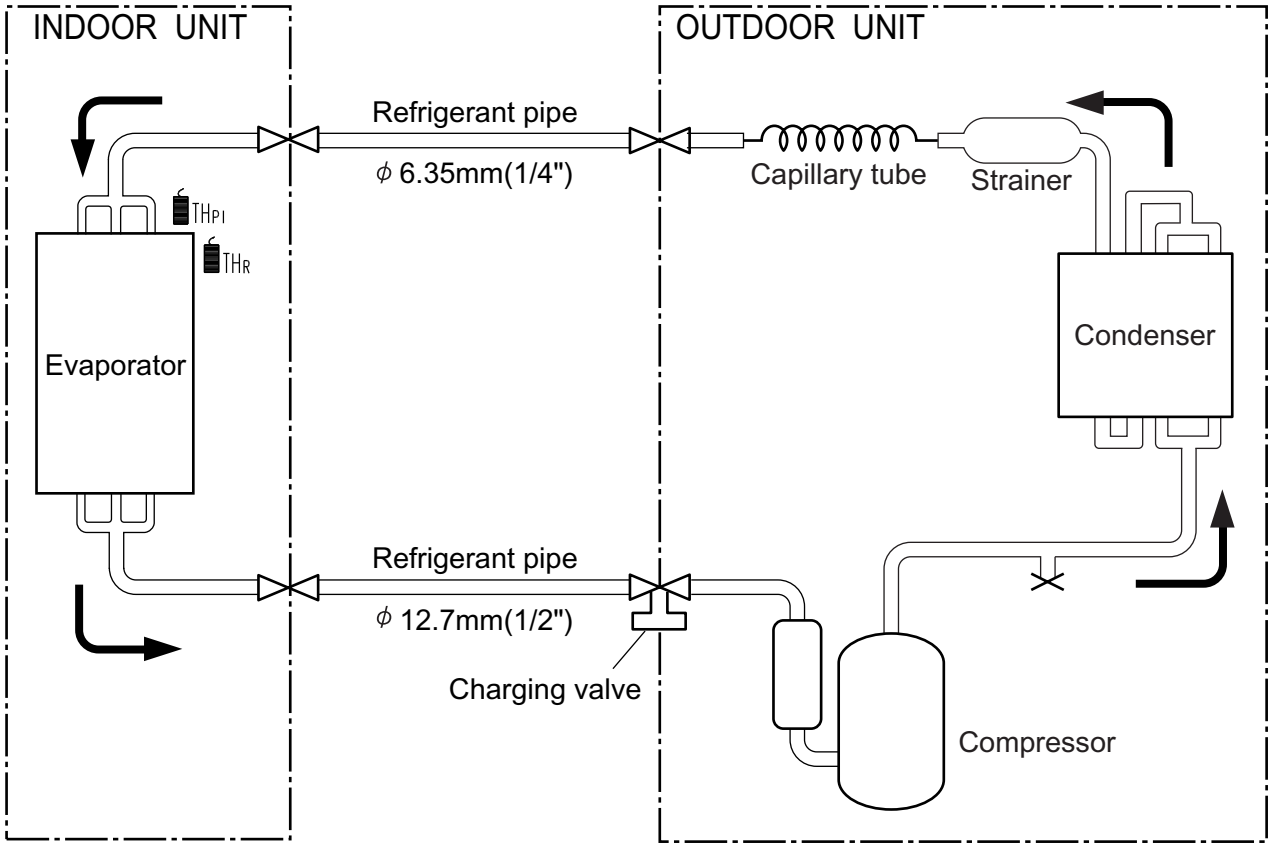 INDOOR UNIT
OUTDOOR UNIT
Refrigerant pipe
ϕ 6.35mm(1/4")
Capillary tube
Strainer
THPI
THR
Evaporator
Condenser
Refrigerant pipe
ϕ 12.7mm(1/2")
Charging valve
Compressor